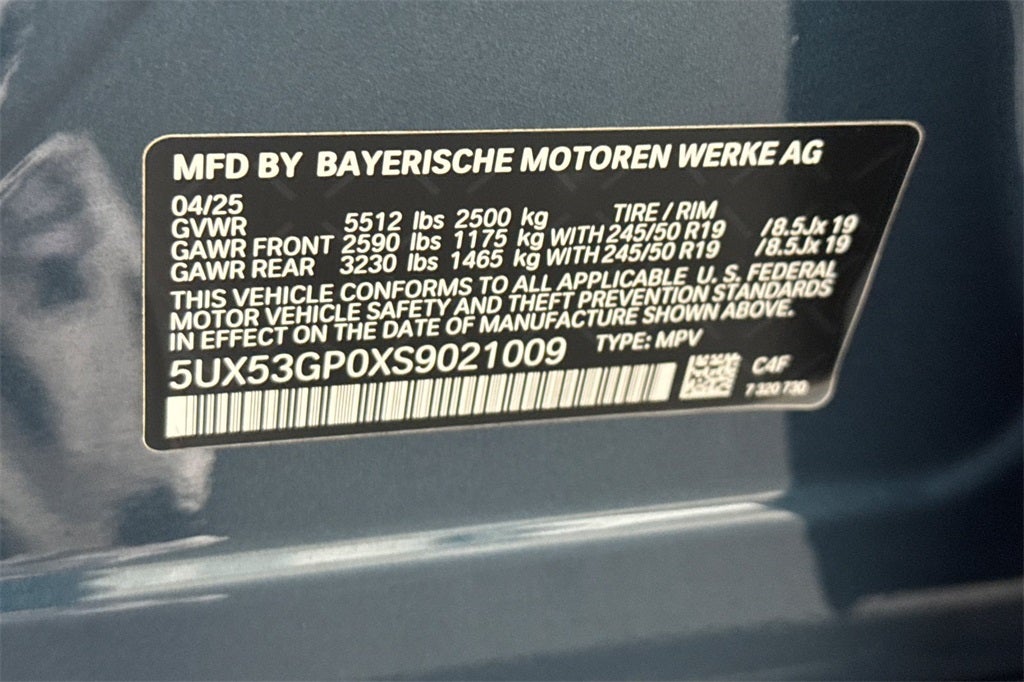 MFD BY BAYERISCHE MOTOREN WERKE AG
04/25 TIRE / RIM
GVWR 5512 lbs 2500 kg
GAWR FRONT 2590 lbs 1175 kg WITH 245/50 R19 /8.5Jx 19
GAWR REAR 3230 lbs 1465 kg WITH 245/50 R19 /8.5Jx 19
THIS VEHICLE CONFORMS TO ALL APPLICABLE U. S. FEDERAL
MOTOR VEHICLE SAFETY AND THEFT PREVENTION STANDARDS
IN EFFECT ON THE DATE OF MANUFACTURE SHOWN ABOVE.
5UX53GP0XS9021009 TYPE: MPV
C4F
7 320 730